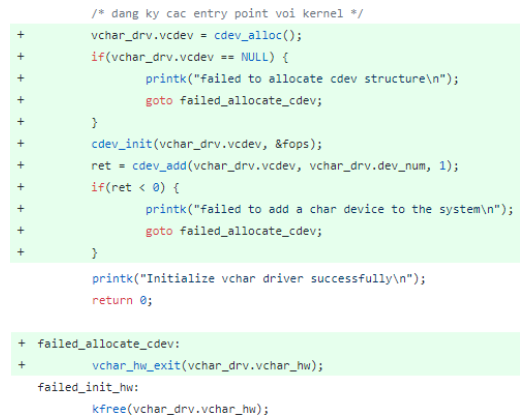 /* dang ky cac entry point voi kernel */
+ vchar_drv.vcdev = cdev_alloc();
+ if(vchar_drv.vcdev == NULL) {
+ printk("failed to allocate cdev structure\n");
+ goto failed_allocate_cdev;
+ }
+ cdev_init(vchar_drv.vcdev, &fops);
+ ret = cdev_add(vchar_drv.vcdev, vchar_drv.dev_num, 1);
+ if(ret < 0) {
+ printk("failed to add a char device to the system\n");
+ goto failed_allocate_cdev;
+ }
printk("Initialize vchar driver successfully\n");
return 0;
+ failed_allocate_cdev:
+ vchar_hw_exit(vchar_drv.vchar_hw);
failed_init_hw:
kfree(vchar_drv.vchar_hw);